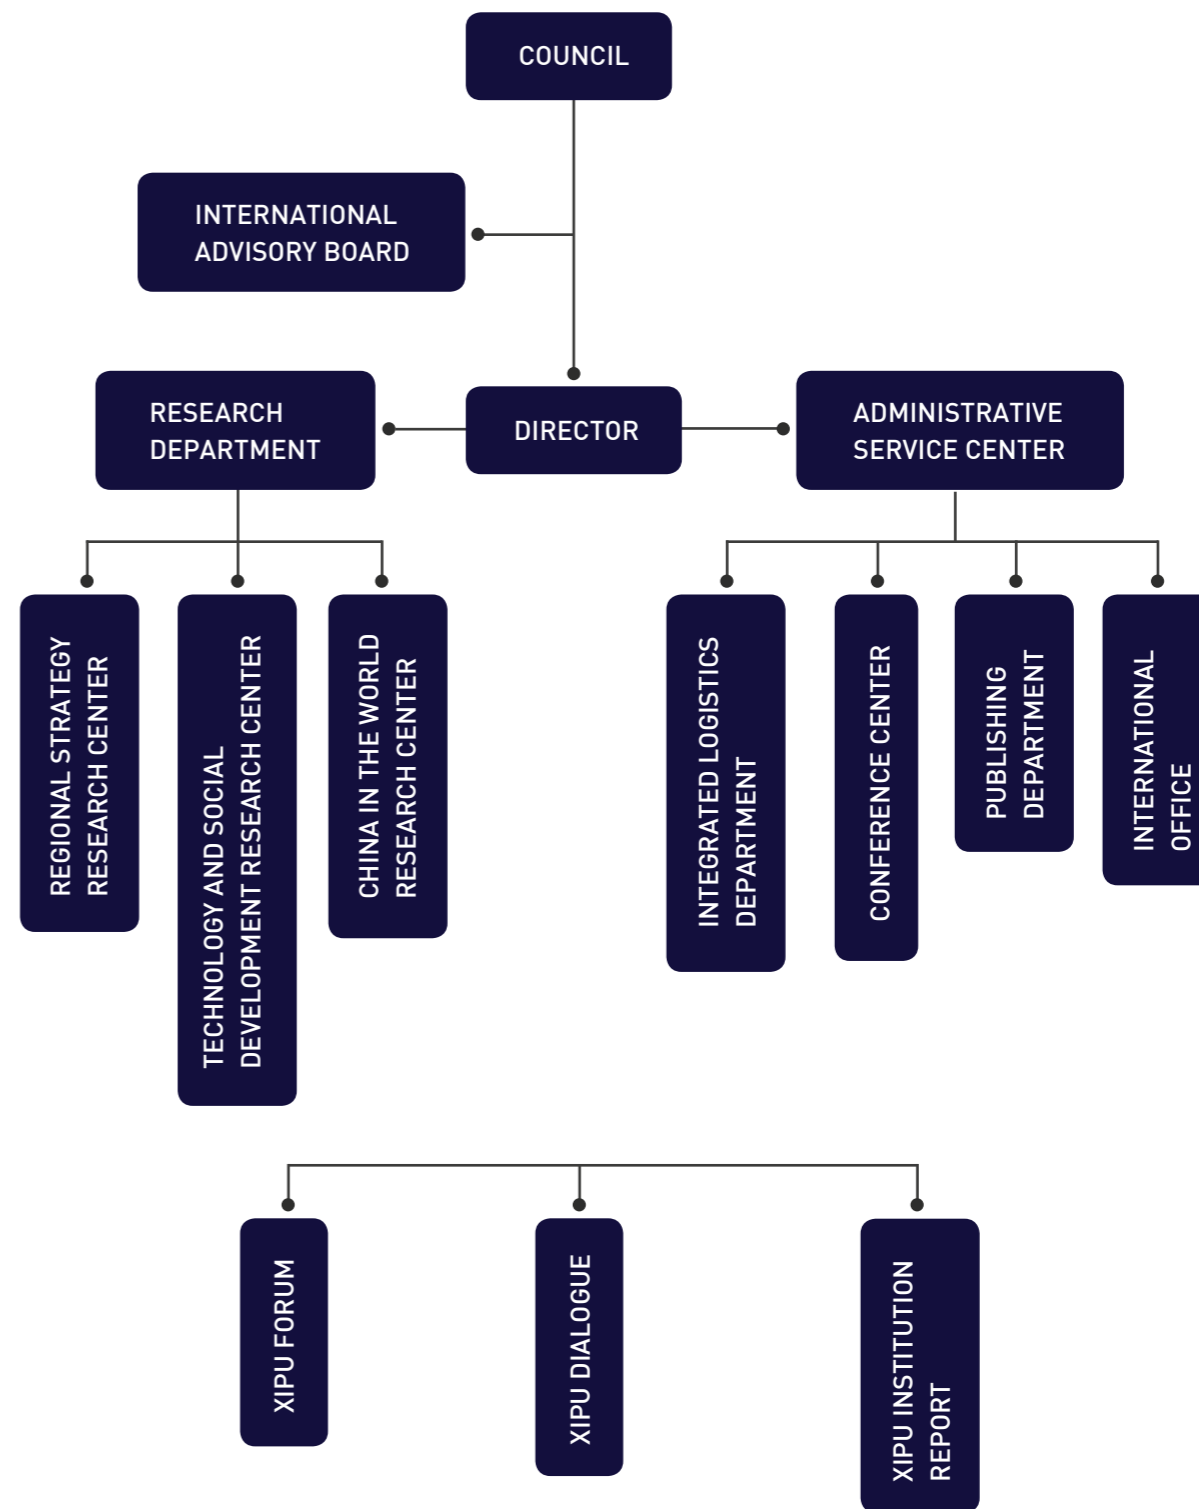 COUNCIL
INTERNATIONAL
ADVISORY BOARD
RESEARCH
DEPARTMENT
DIRECTOR
ADMINISTRATIVE
SERVICE CENTER
REGIONAL STRATEGY
RESEARCH CENTER
TECHNOLOGY AND SOCIAL
DEVELOPMENT RESEARCH CENTER
CHINA IN THE WORLD
RESEARCH CENTER
INTEGRATED LOGISTICS
DEPARTMENT
CONFERENCE CENTER
PUBLISHING
DEPARTMENT
INTERNATIONAL
OFFICE
XIPU FORUM
XIPU DIALOGUE
XIPU INSTITUTION
REPORT